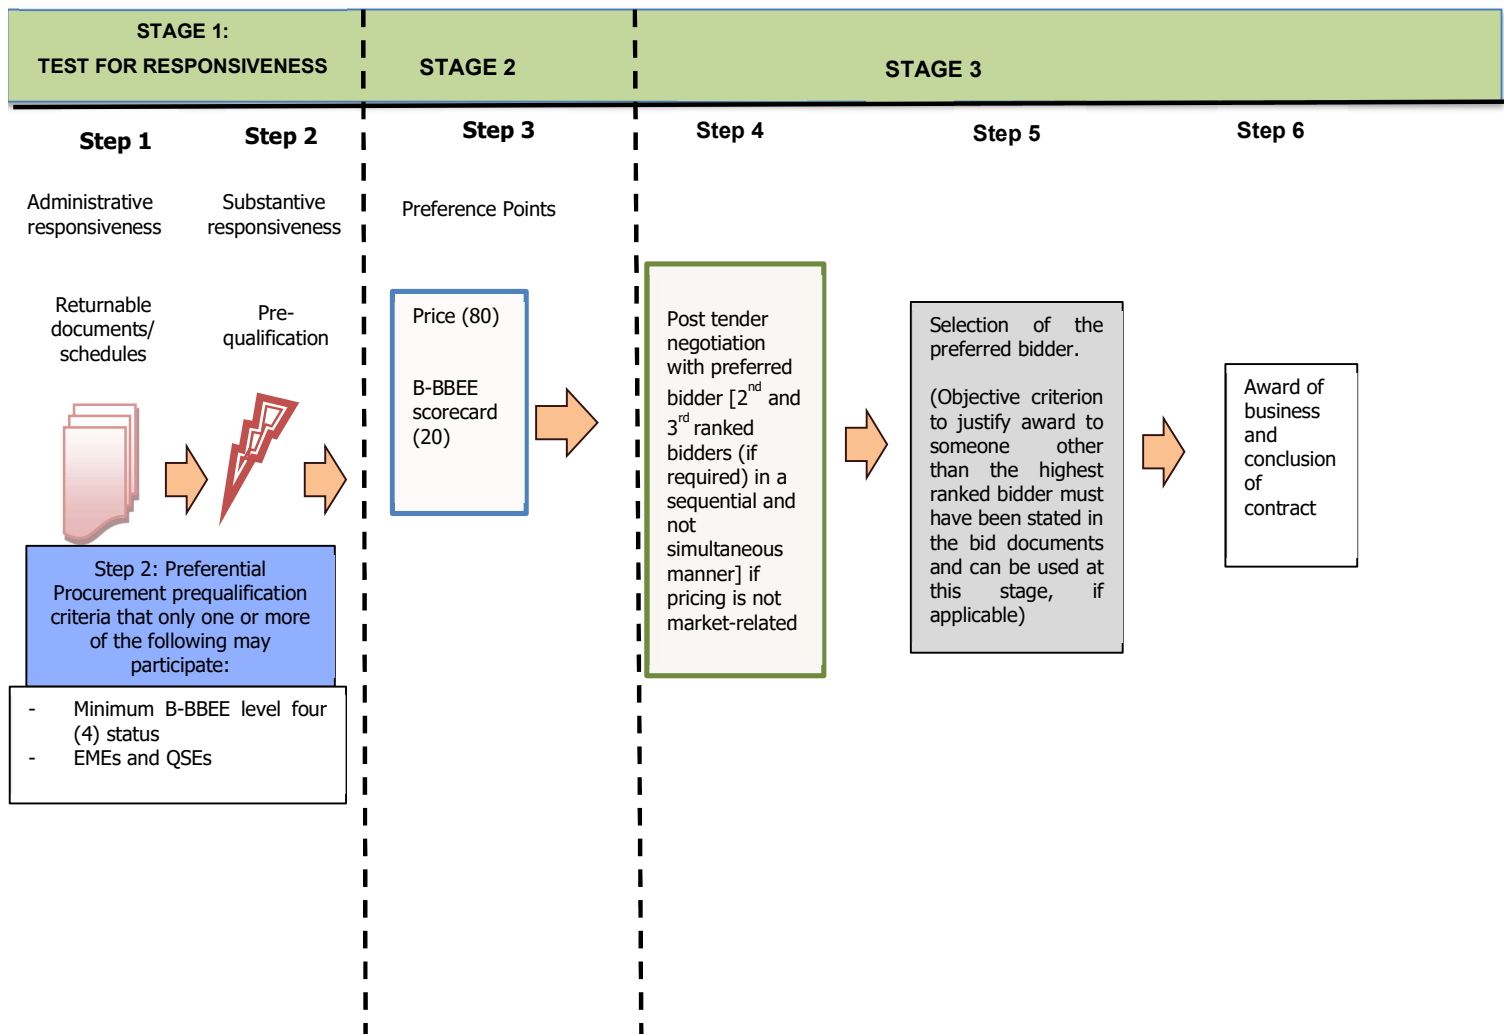 STAGE 1:
TEST FOR RESPONSIVENESS
STAGE 2
STAGE 3
Step 1
Step 2
Step 3
Step 4
Step 5
Step 6
Administrative
responsiveness
Substantive
responsiveness
Preference Points
Returnable
documents/
schedules
Pre-
qualification
Price (80)
B-BBEE
scorecard
(20)
Post tender
negotiation
with preferred
bidder [2nd and
3rd ranked
bidders (if
required) in a
sequential and
not
simultaneous
manner] if
pricing is not
market-related
Selection of the
preferred bidder.
(Objective criterion
to justify award to
someone other
than the highest
ranked bidder must
have been stated in
the bid documents
and can be used at
this stage, if
applicable)
Award of
business
and
conclusion
of
contract
Step 2: Preferential
Procurement prequalification
criteria that only one or more
of the following may
participate:
- Minimum B-BBEE level four
(4) status
- EMEs and QSEs